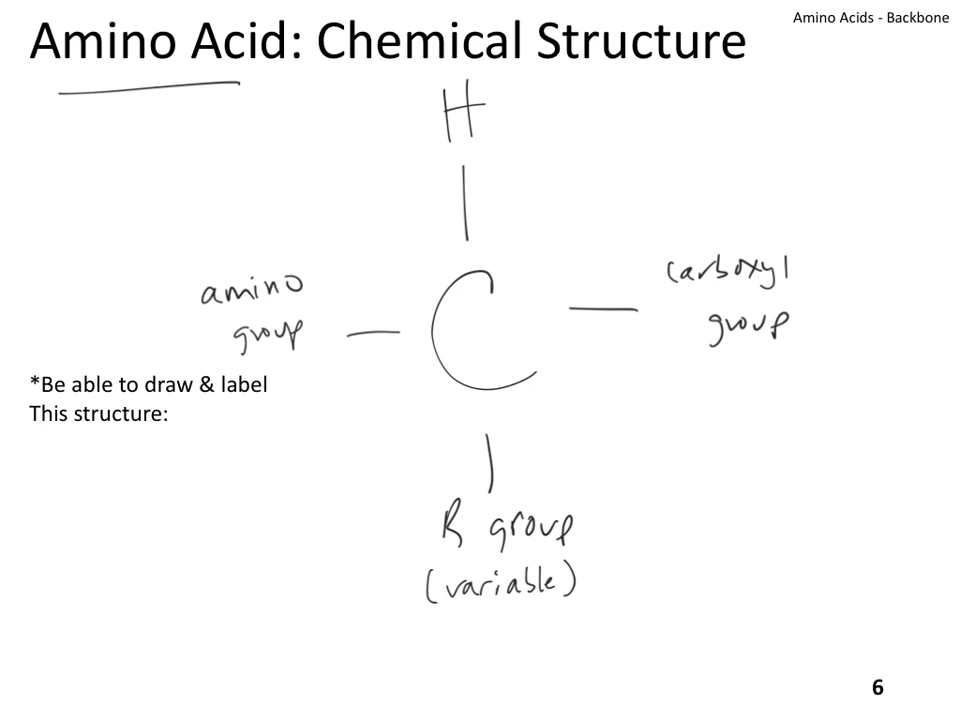 Amino Acids - Backbone
Amino Acid: Chemical Structure
H
amino
group
C
carboxyl
group
*Be able to draw & label
This structure:
R group
(variable)
6